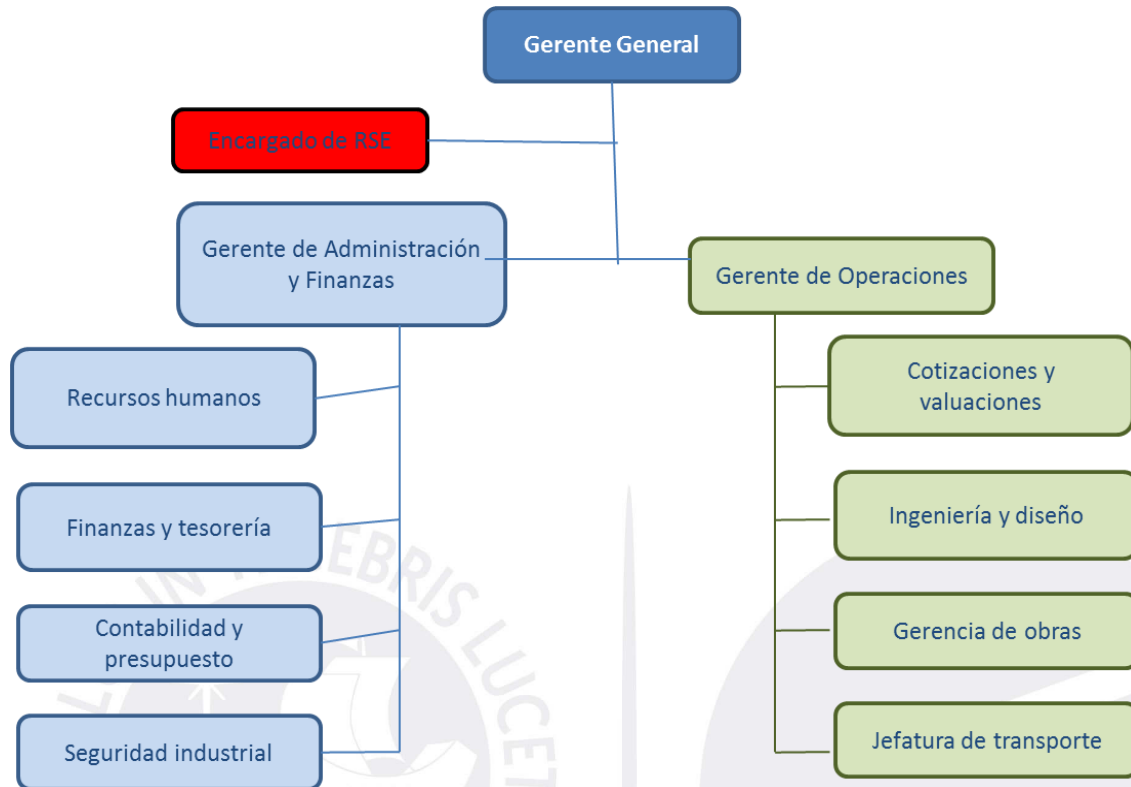 Gerente General
Encargado de RSE
Gerente de Administración
y Finanzas
Gerente de Operaciones
Recursos humanos
Cotizaciones y
valuaciones
Finanzas y tesorería
Ingeniería y diseño
Contabilidad y
presupuesto
Gerencia de obras
Seguridad industrial
Jefatura de transporte